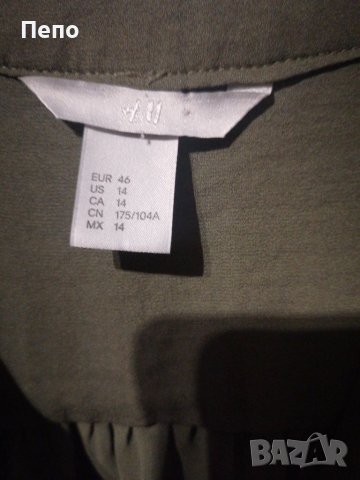 Пепо
H&M
EUR 46
US 14
CA 14
CN 175/104A
MX 14
BAZAR